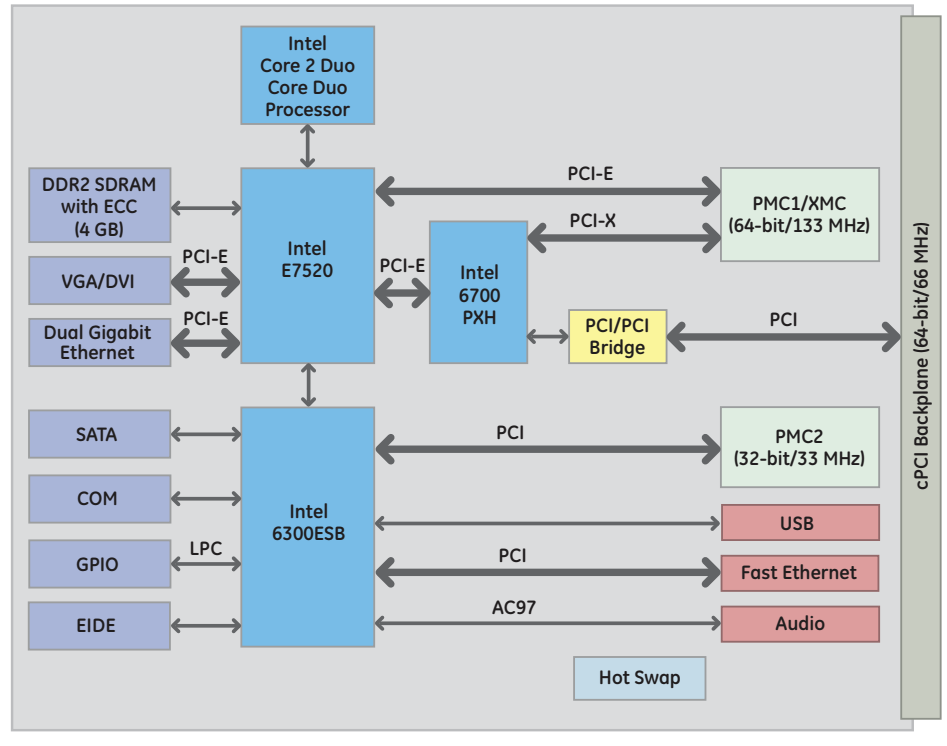 Intel
Core 2 Duo
Core Duo
Processor
DDR2 SDRAM
with ECC
(4 GB)
Intel
E7520
PCI-E
PMC1/XMC
(64-bit/133 MHz)
PCI-X
PCI-E
VGA/DVI
PCI-E
Intel
6700
PXH
PCI-E
Dual Gigabit
Ethernet
PCI/PCI
Bridge
PCI
cPCI Backplane (64-bit/66 MHz)
SATA
COM
GPIO
LPC
EIDE
Intel
6300ESB
PCI
PMC2
(32-bit/33 MHz)
USB
PCI
Fast Ethernet
AC97
Audio
Hot Swap